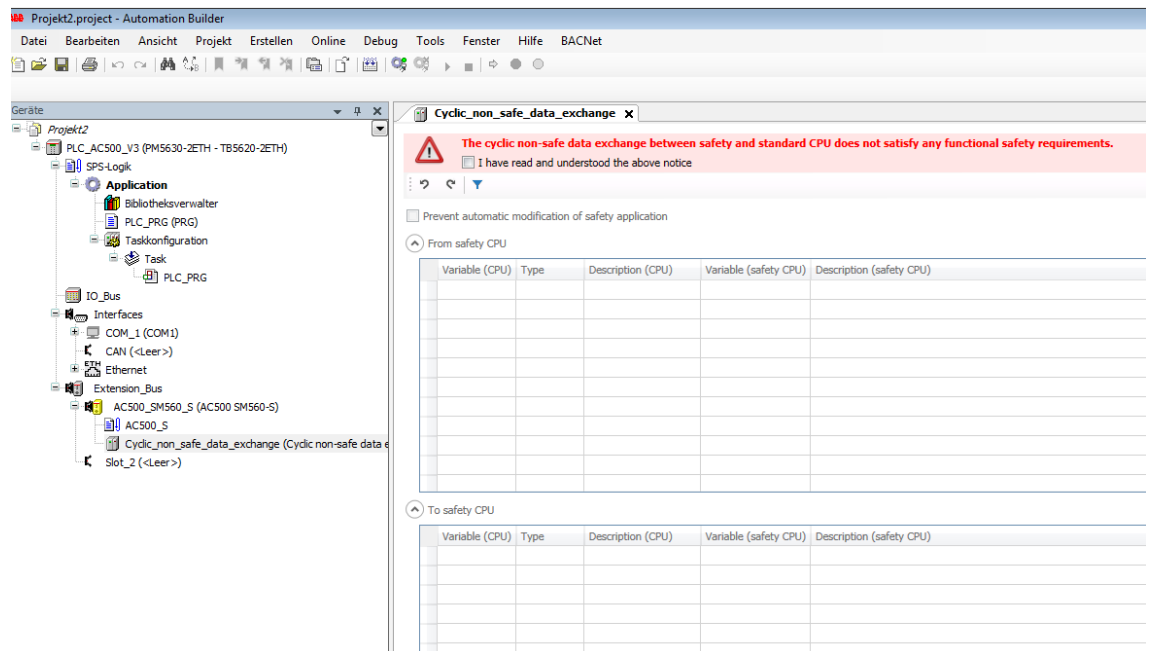 ABB Projekt2.project - Automation Builder
Datei Bearbeiten Ansicht Projekt Erstellen Online Debug Tools Fenster Hilfe BACNet
Geräte
Projekt2
PLC_AC500_V3 (PM5630-2ETH - TB5620-2ETH)
SPS-Logik
Application
Bibliotheksverwalter
PLC_PRG (PRG)
Taskkonfiguration
Task
PLC_PRG
IO_Bus
Interfaces
COM_1 (COM1)
CAN (<Leer>)
ETH
Ethernet
Extension_Bus
AC500_SM560_S (AC500 SM560-S)
AC500_S
Cyclic_non_safe_data_exchange (Cyclic non-safe data e
Slot_2 (<Leer>)
Cyclic_non_safe_data_exchange
The cyclic non-safe data exchange between safety and standard CPU does not satisfy any functional safety requirements.
I have read and understood the above notice
Prevent automatic modification of safety application
From safety CPU
Variable (CPU) Type Description (CPU) Variable (safety CPU) Description (safety CPU)
To safety CPU
Variable (CPU) Type Description (CPU) Variable (safety CPU) Description (safety CPU)